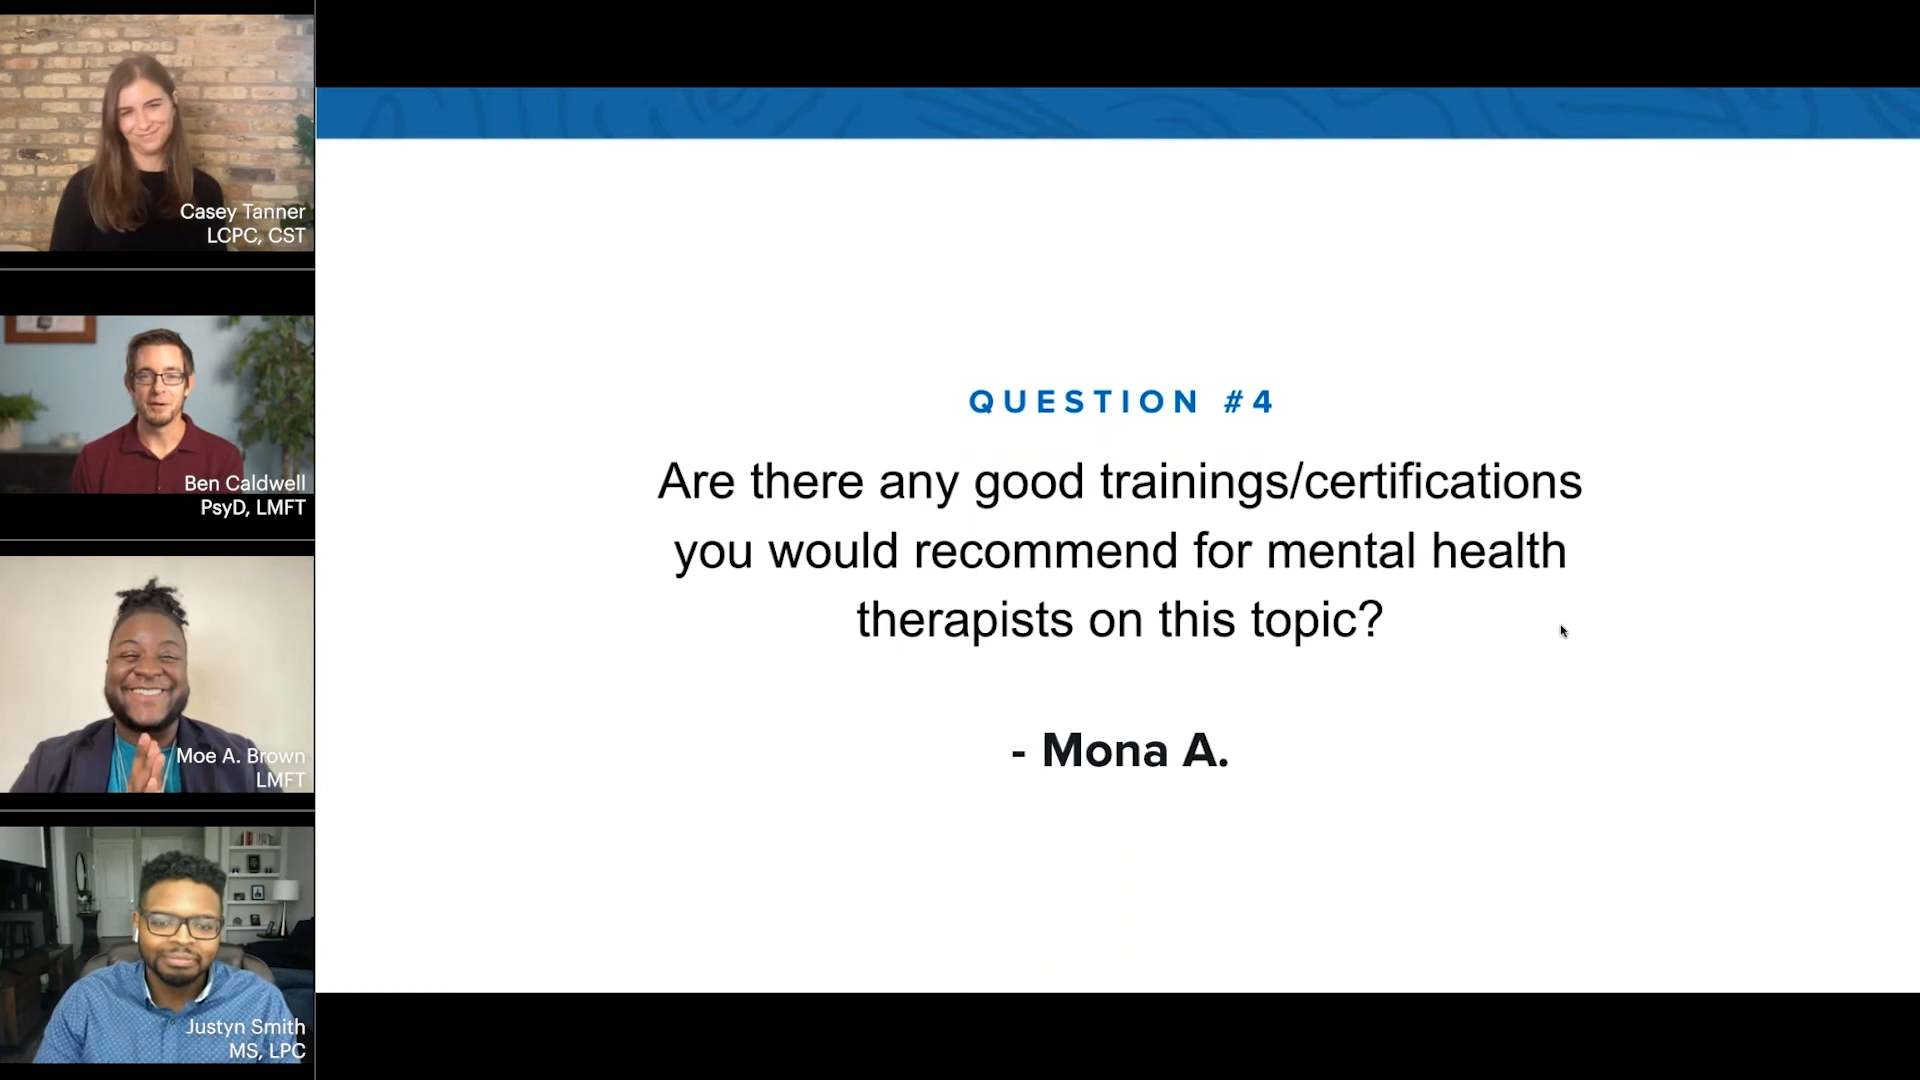 Casey Tanner
LCPC, CST
Ben Caldwell
PsyD, LMFT
Moe A. Brown
LMFT
Justyn Smith
MS, LPC
QUESTION #4
Are there any good trainings/certifications
you would recommend for mental health
therapists on this topic?
- Mona A.